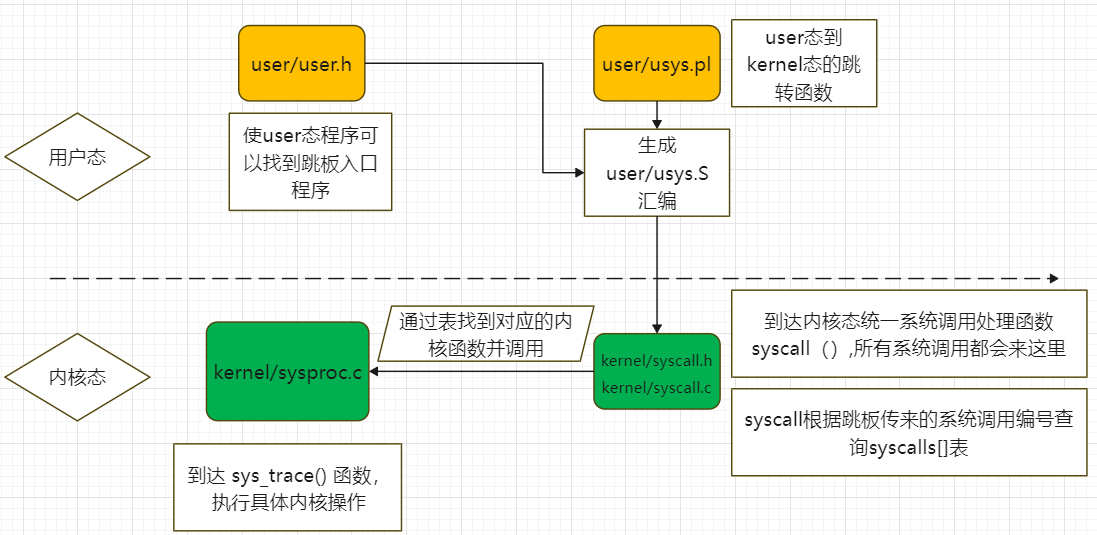 user/user.h
user/usys.pl
user态到
kernel态的跳
转函数
用户态
使user态程序可
以找到跳板入口
程序
生成
user/usys.S
汇编
内核态
kernel/sysproc.c
通过表找到对应的内
核函数并调用
kernel/syscall.h
kernel/syscall.c
到达内核态统一系统调用处理函数
syscall（）,所有系统调用都会来这里
syscall根据跳板传来的系统调用编号查
询syscalls[]表
到达 sys_trace() 函数，
执行具体内核操作